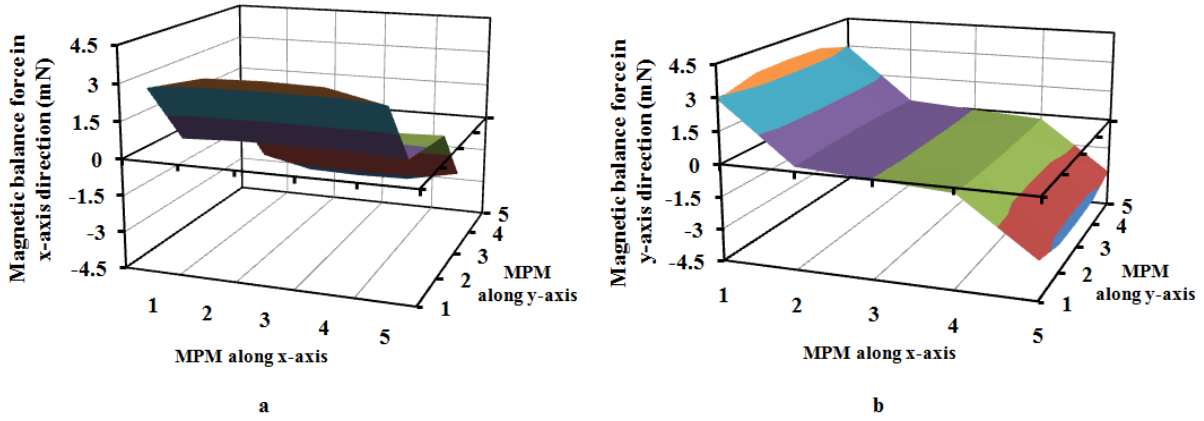 Magnetic balance force in
x-axis direction (mN)
4.5
3
1.5
0
-1.5
-3
-4.5
1
2
3
4
5
MPM along x-axis
1
2
3
4
5
MPM
along y-axis
a
Magnetic balance force in
y-axis direction (mN)
4.5
3
1.5
0
-1.5
-3
-4.5
1
2
3
4
5
MPM along x-axis
1
2
3
4
5
MPM
along y-axis
b